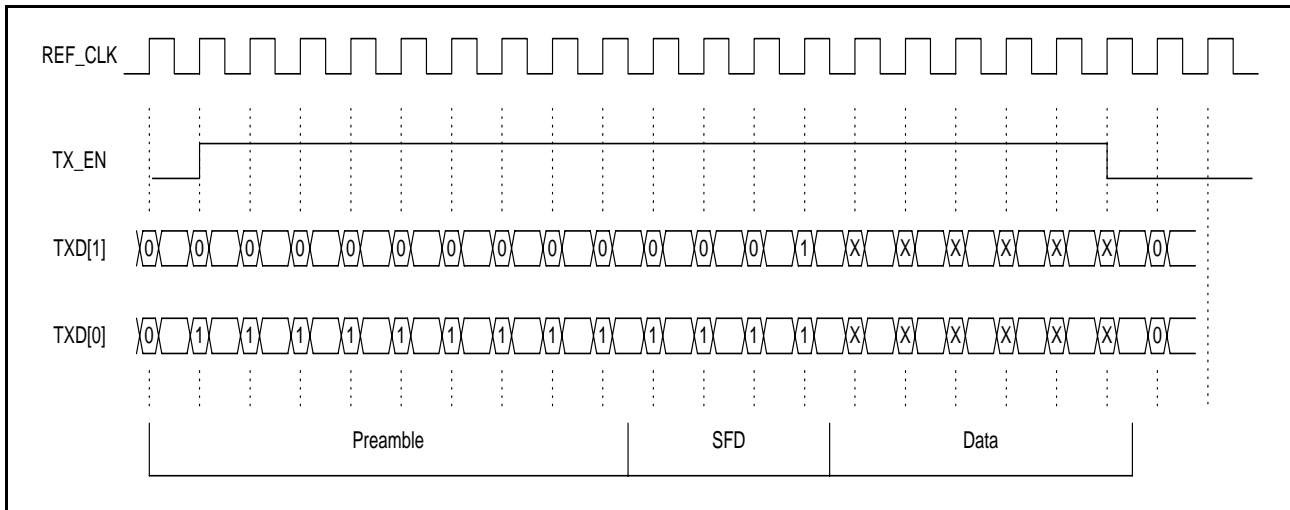 REF_CLK
TX_EN
TXD[1] 0 0 0 0 0 0 0 0 0 0 0 0 0 1 X X X X X X 0
TXD[0] 0 1 1 1 1 1 1 1 1 1 1 1 1 1 X X X X X X 0
Preamble SFD Data